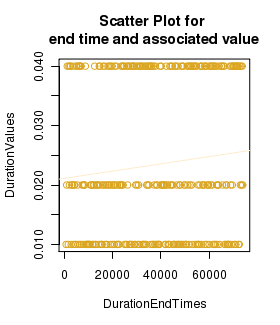 Scatter Plot for
end time and associated value
0.040
0.030
0.020
0.010
DurationValues
0 20000 40000 60000
DurationEndTimes